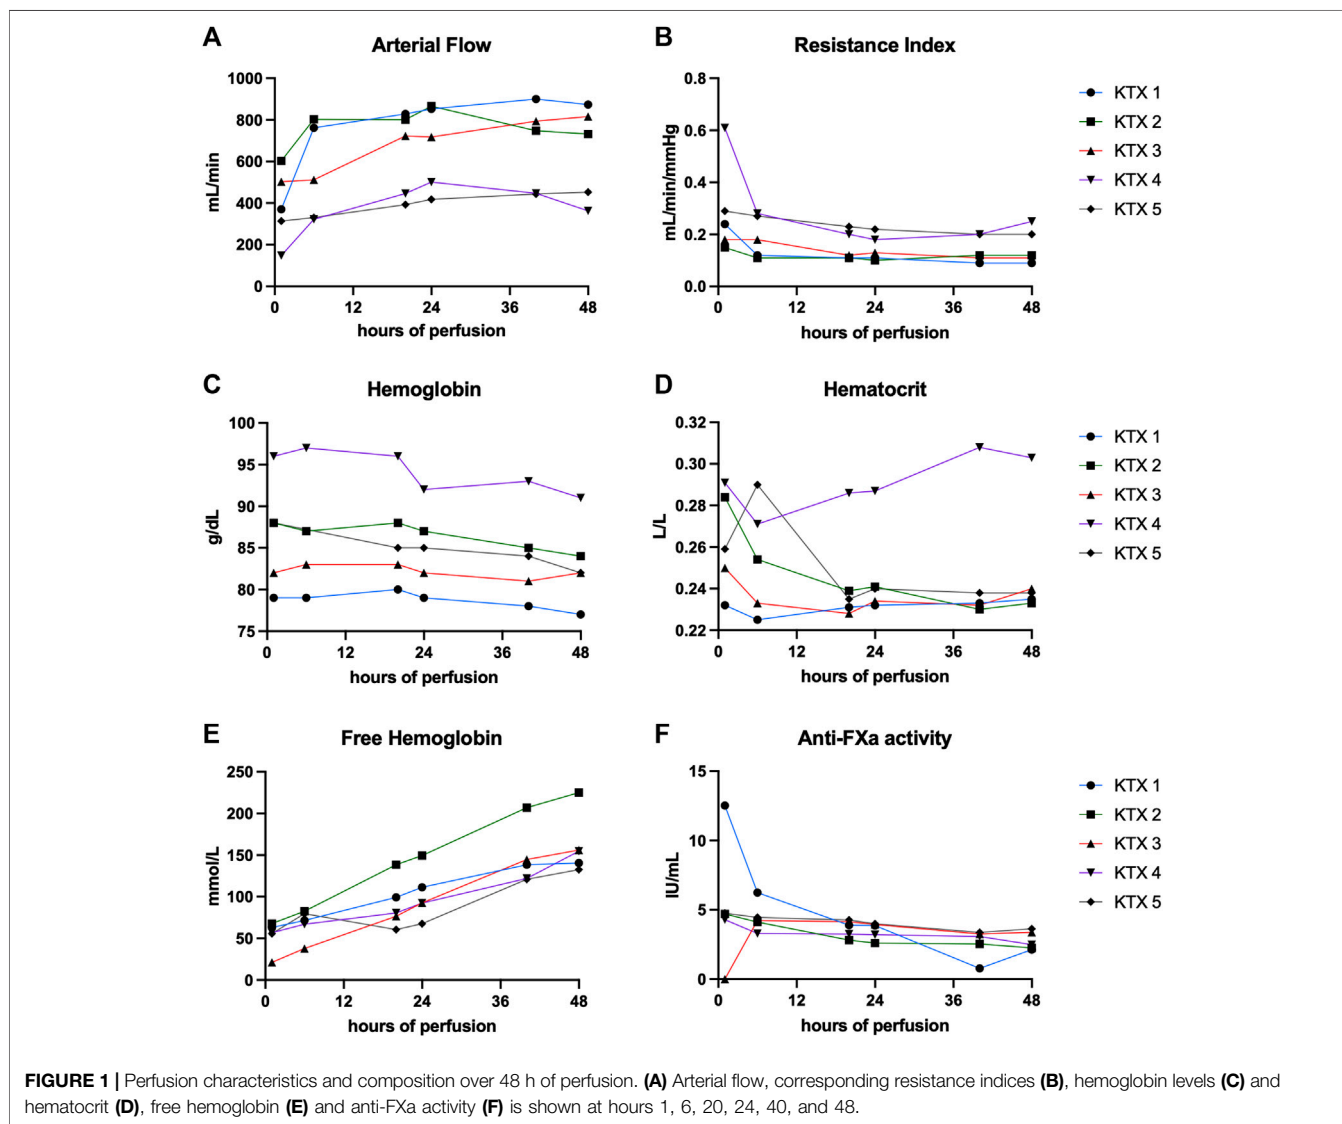 A
Arterial Flow
1000
800
600
400
200
0
mL/min
0 12 24 36 48
hours of perfusion
B
Resistance Index
0.8
0.6
0.4
0.2
0.0
mL/min/mmHg
0 12 24 36 48
hours of perfusion
KTX 1
KTX 2
KTX 3
KTX 4
KTX 5
C
Hemoglobin
100
95
90
85
80
75
g/dL
0 12 24 36 48
hours of perfusion
D
Hematocrit
0.32
0.30
0.28
0.26
0.24
0.22
L/L
0 12 24 36 48
hours of perfusion
KTX 1
KTX 2
KTX 3
KTX 4
KTX 5
E
Free Hemoglobin
250
200
150
100
50
0
mmol/L
0 12 24 36 48
hours of perfusion
F
Anti-FXa activity
15
10
5
0
IU/mL
0 12 24 36 48
hours of perfusion
KTX 1
KTX 2
KTX 3
KTX 4
KTX 5
FIGURE 1 | Perfusion characteristics and composition over 48 h of perfusion. (A) Arterial flow, corresponding resistance indices (B), hemoglobin levels (C) and
hematocrit (D), free hemoglobin (E) and anti-FXa activity (F) is shown at hours 1, 6, 20, 24, 40, and 48.